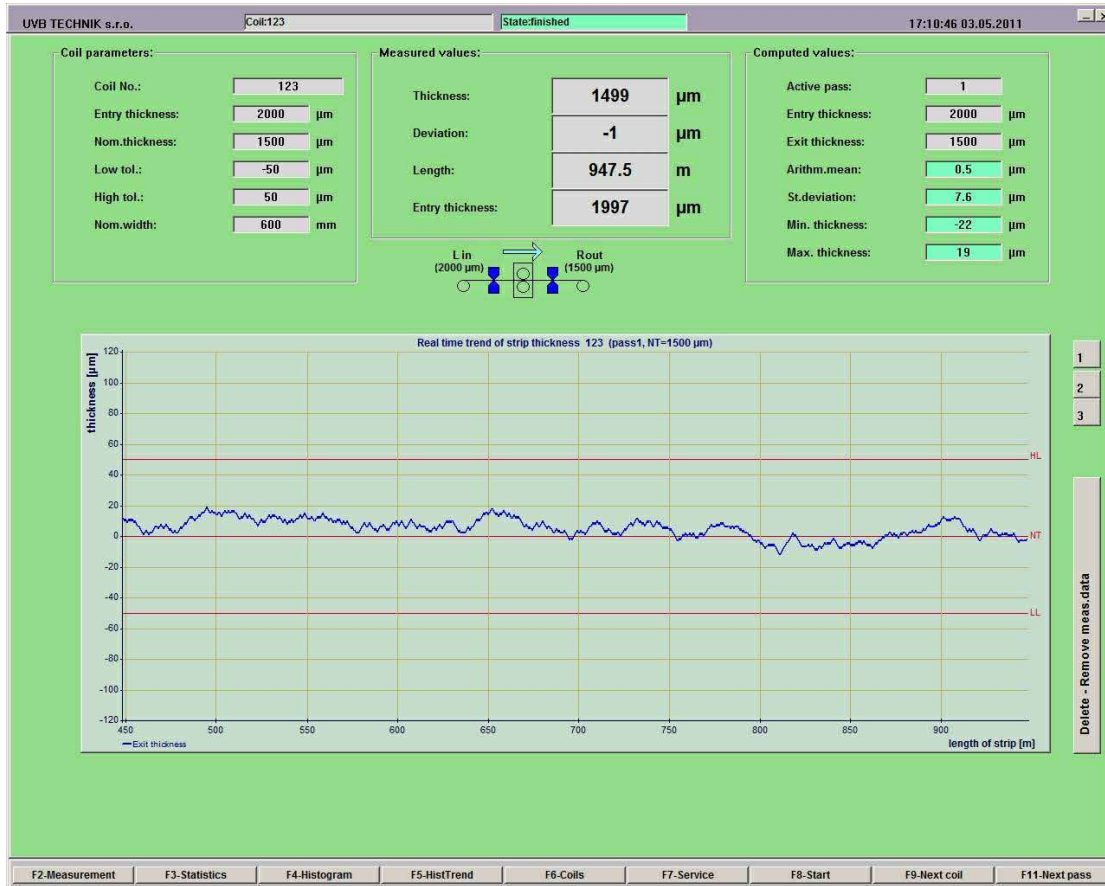 UVB TECHNIK s.r.o. Coil:123 State:finished 17:10:46 03.05.2011
Coil parameters:
Coil No.: 123
Entry thickness: 2000 µm
Nom.thickness: 1500 µm
Low tol.: -50 µm
High tol.: 50 µm
Nom.width: 600 mm
Measured values:
Thickness: 1499 µm
Deviation: -1 µm
Length: 947.5 m
Entry thickness: 1997 µm
Computed values:
Active pass: 1
Entry thickness: 2000 µm
Exit thickness: 1500 µm
Arithm.mean: 0.5 µm
St.deviation: 7.6 µm
Min. thickness: -22 µm
Max. thickness: 19 µm
L in Rout
(2000 µm) (1500 µm)
Real time trend of strip thickness 123 (pass1, NT=1500 µm)
thickness [µm]
120
100
80
60
40
20
0
-20
-40
-60
-80
-100
-120
HL
NT
LL
450 500 550 600 650 700 750 800 850 900
Exit thickness length of strip [m]
1
2
3
Delete - Remove meas.data
F2-Measurement F3-Statistics F4-Histogram F5-HistTrend F6-Coils F7-Service F8-Start F9-Next coil F11-Next pass